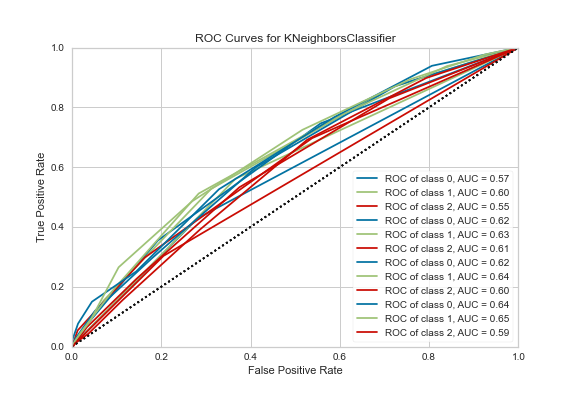 ROC Curves for KNeighborsClassifier
1.0
0.8
0.6
0.4
0.2
0.0
True Positive Rate
ROC of class 0, AUC = 0.57
ROC of class 1, AUC = 0.60
ROC of class 2, AUC = 0.55
ROC of class 0, AUC = 0.62
ROC of class 1, AUC = 0.63
ROC of class 2, AUC = 0.61
ROC of class 0, AUC = 0.62
ROC of class 1, AUC = 0.64
ROC of class 2, AUC = 0.60
ROC of class 0, AUC = 0.64
ROC of class 1, AUC = 0.65
ROC of class 2, AUC = 0.59
0.0 0.2 0.4 0.6 0.8 1.0
False Positive Rate